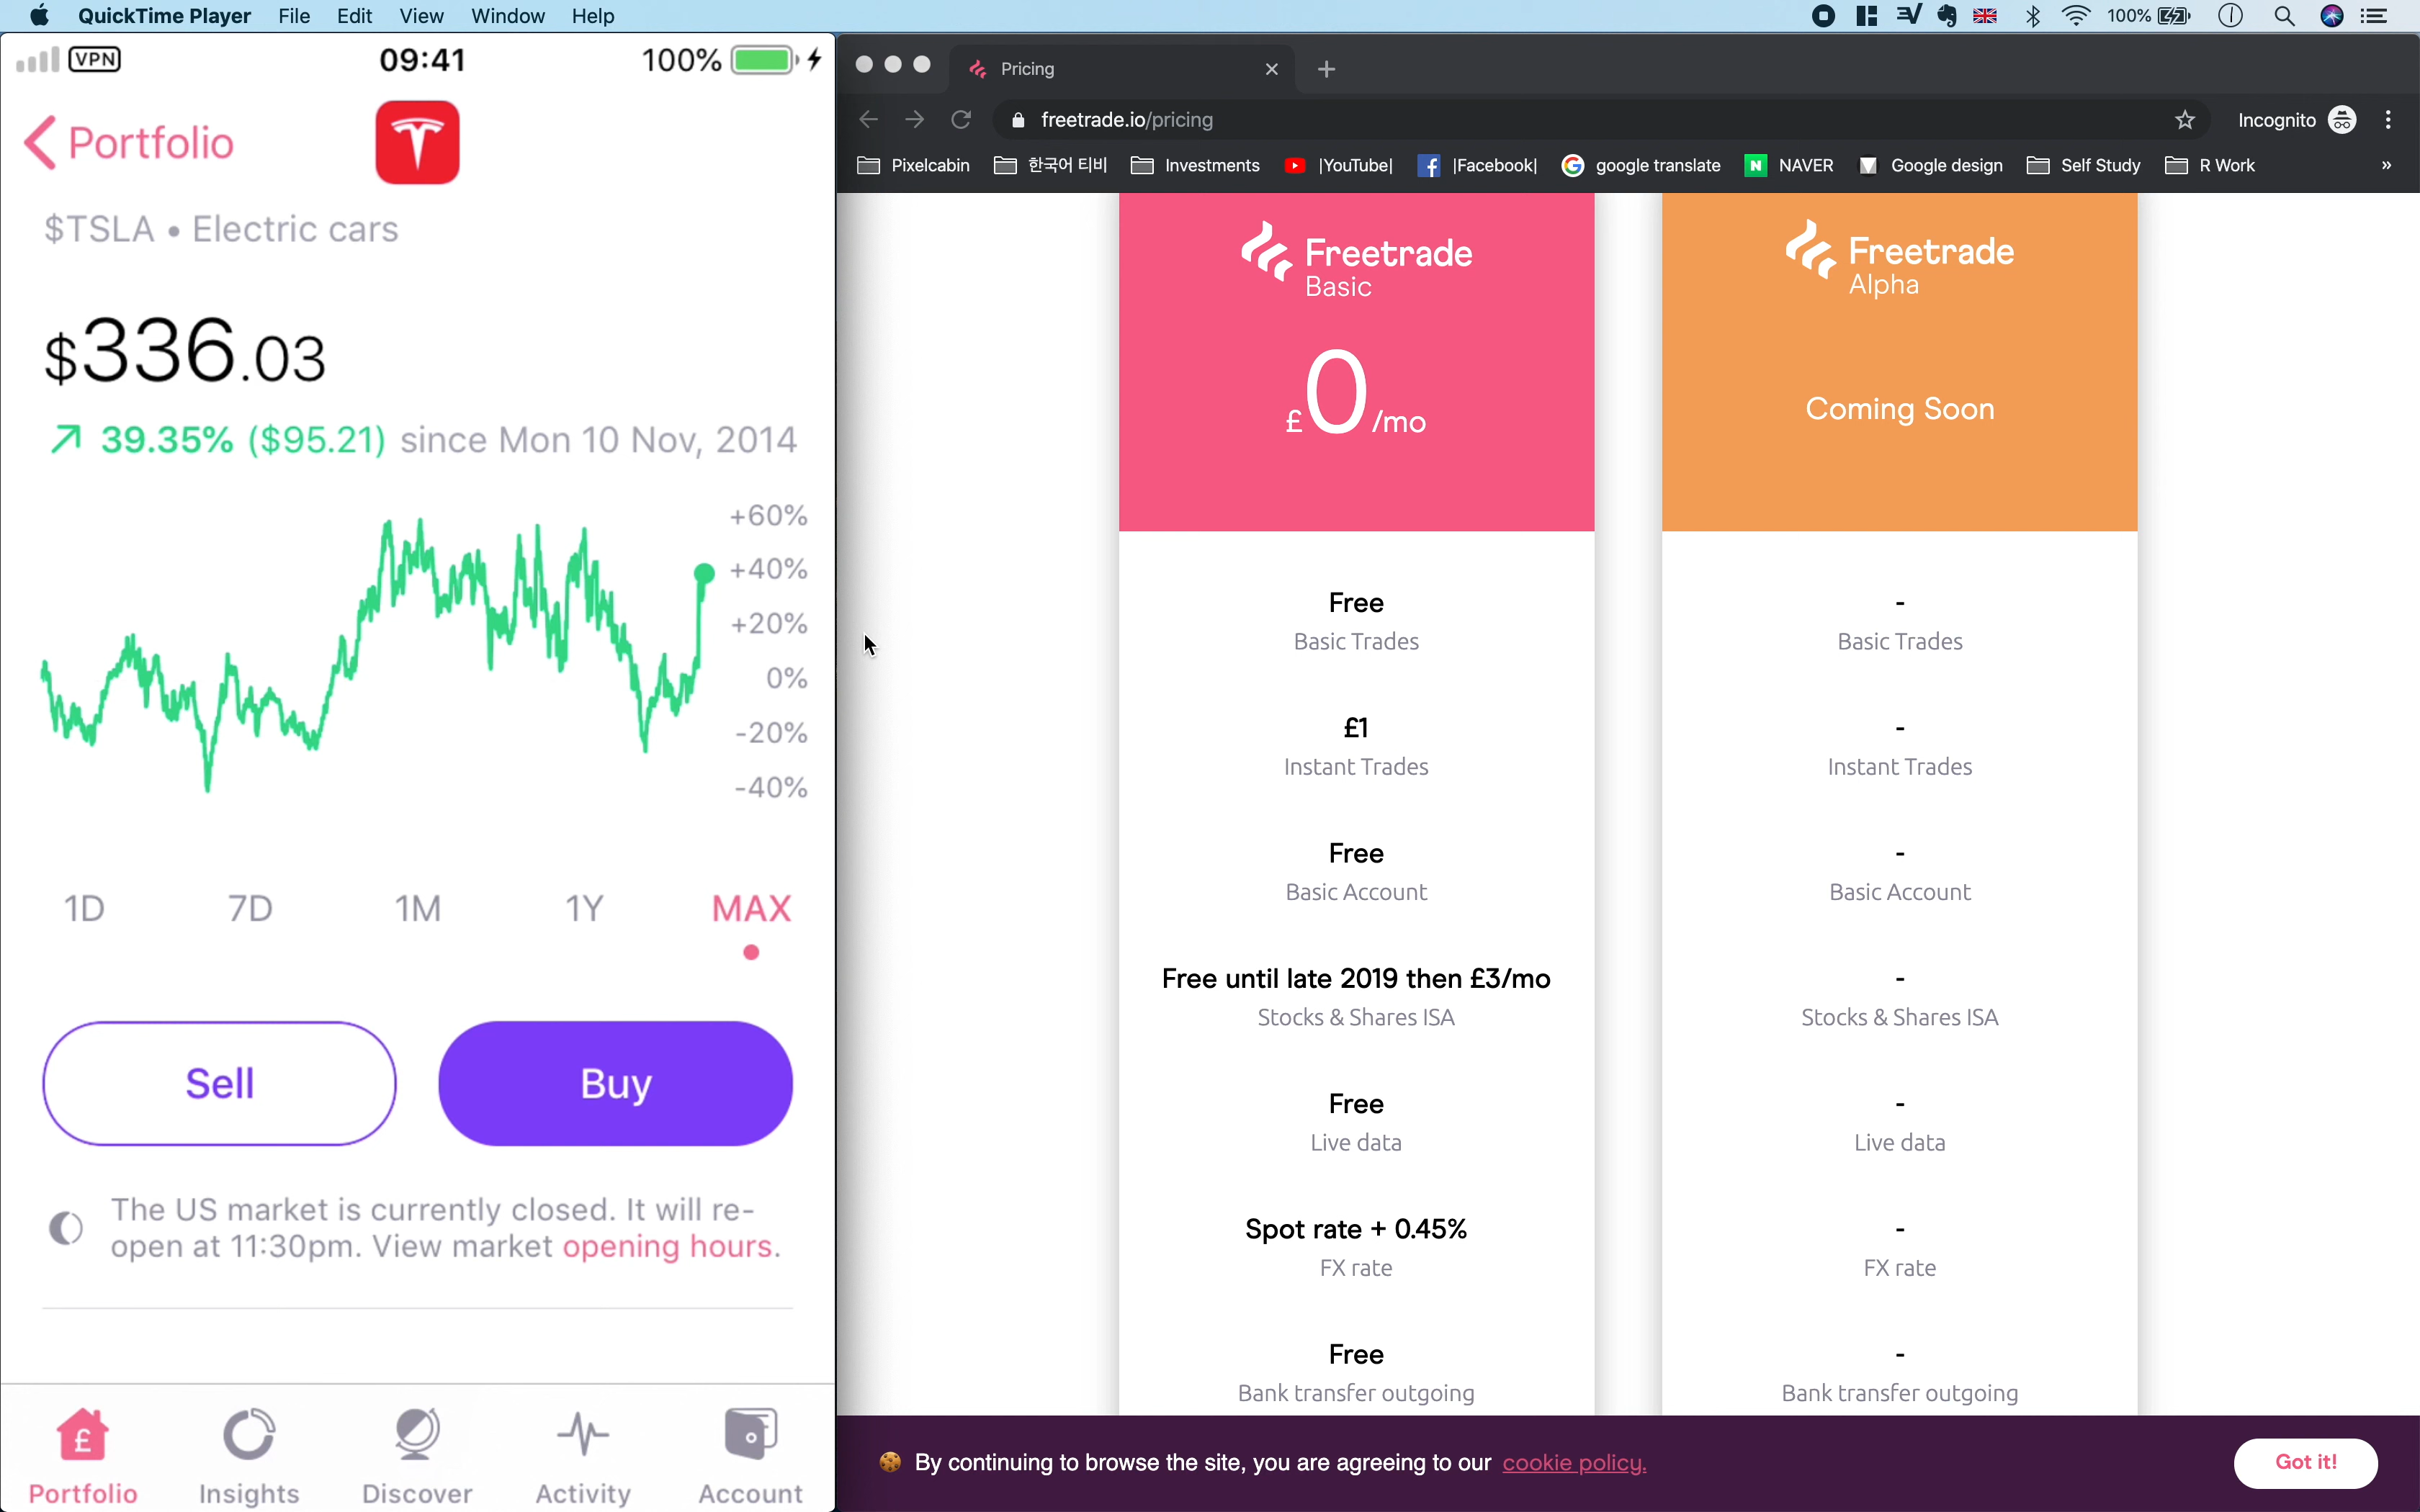 QuickTime Player File Edit View Window Help 100%
VPN 09:41 100%
Portfolio
$TSLA • Electric cars
$336.03
39.35% ($95.21) since Mon 10 Nov, 2014
+60%
+40%
+20%
0%
-20%
-40%
1D 7D 1M 1Y MAX
Sell Buy
The US market is currently closed. It will re-
open at 11:30pm. View market opening hours.
£
Portfolio Insights Discover Activity Account
Pricing
freetrade.io/pricing Incognito
Pixelcabin 한국어 티비 Investments |YouTube| |Facebook| google translate N NAVER Google design Self Study R Work »
Freetrade
Basic
£0/mo
Free
Basic Trades
£1
Instant Trades
Free
Basic Account
Free until late 2019 then £3/mo
Stocks & Shares ISA
Free
Live data
Spot rate + 0.45%
FX rate
Free
Bank transfer outgoing
Freetrade
Alpha
Coming Soon
-
Basic Trades
-
Instant Trades
-
Basic Account
-
Stocks & Shares ISA
-
Live data
-
FX rate
-
Bank transfer outgoing
By continuing to browse the site, you are agreeing to our cookie policy.
Got it!